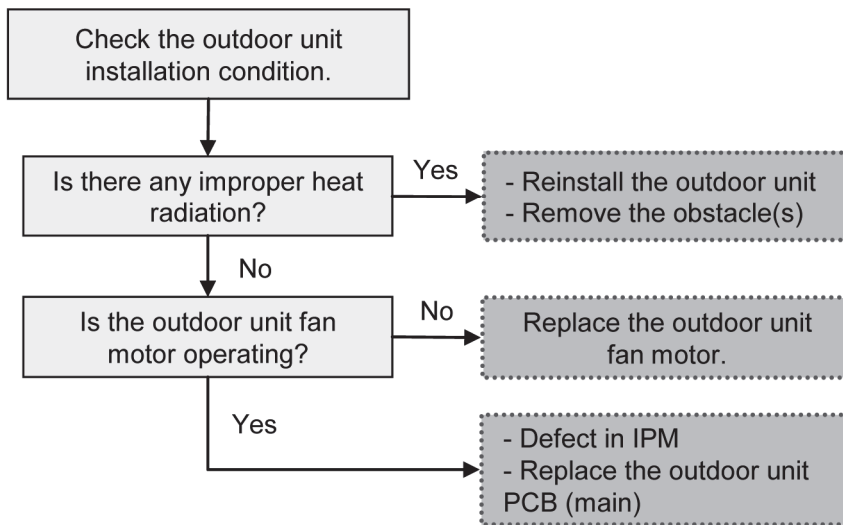 Check the outdoor unit
installation condition.
Is there any improper heat
radiation?
Yes
- Reinstall the outdoor unit
- Remove the obstacle(s)
No
Is the outdoor unit fan
motor operating?
No
Replace the outdoor unit
fan motor.
Yes
- Defect in IPM
- Replace the outdoor unit
PCB (main)